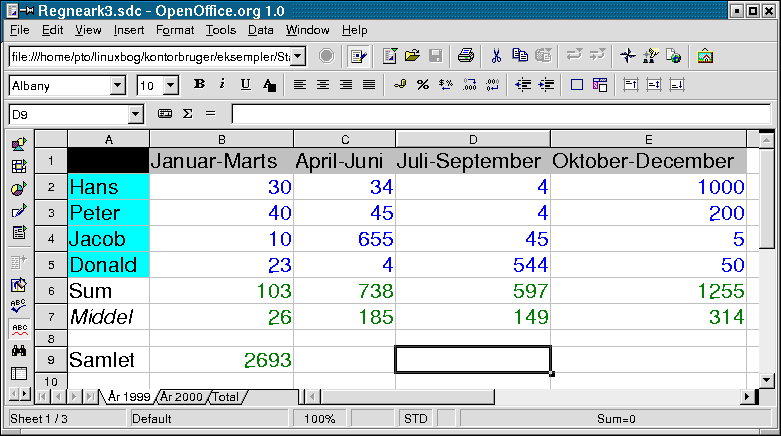 Regneark3.sdc - OpenOffice.org 1.0
File Edit View Insert Format Tools Data Window Help
file:///home/pto/linuxbog/kontorbruger/eksempler/Sta
Albany 10 B i U A
D9 Σ =
A B C D E
1 Januar-Marts April-Juni Juli-September Oktober-December
2 Hans 30 34 4 1000
3 Peter 40 45 4 200
4 Jacob 10 655 45 5
5 Donald 23 4 544 50
6 Sum 103 738 597 1255
7 Middel 26 185 149 314
8
9 Samlet 2693
10
År 1999 År 2000 Total
Sheet 1 / 3 Default 100% STD Sum=0